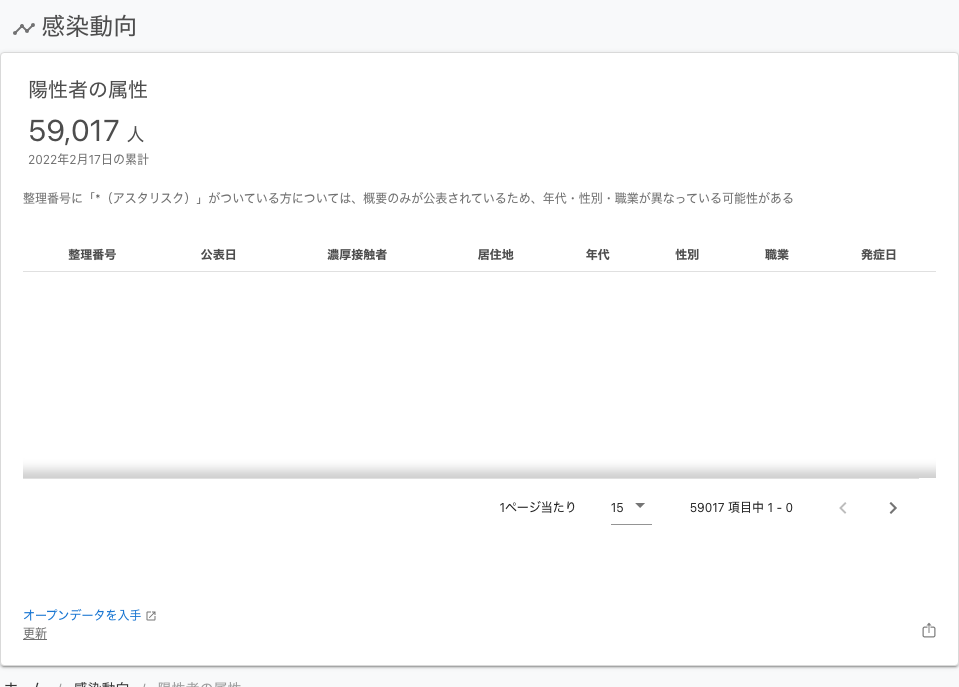 感染動向
陽性者の属性
59,017 人
2022年2月17日の累計
整理番号に「*（アスタリスク）」がついている方については、概要のみが公表されているため、年代・性別・職業が異なっている可能性がある
整理番号 公表日 濃厚接触者 居住地 年代 性別 職業 発症日
1ページ当たり 15 59017 項目中 1 - 0
オープンデータを入手
更新
ホーム / 感染動向 / 陽性者の属性